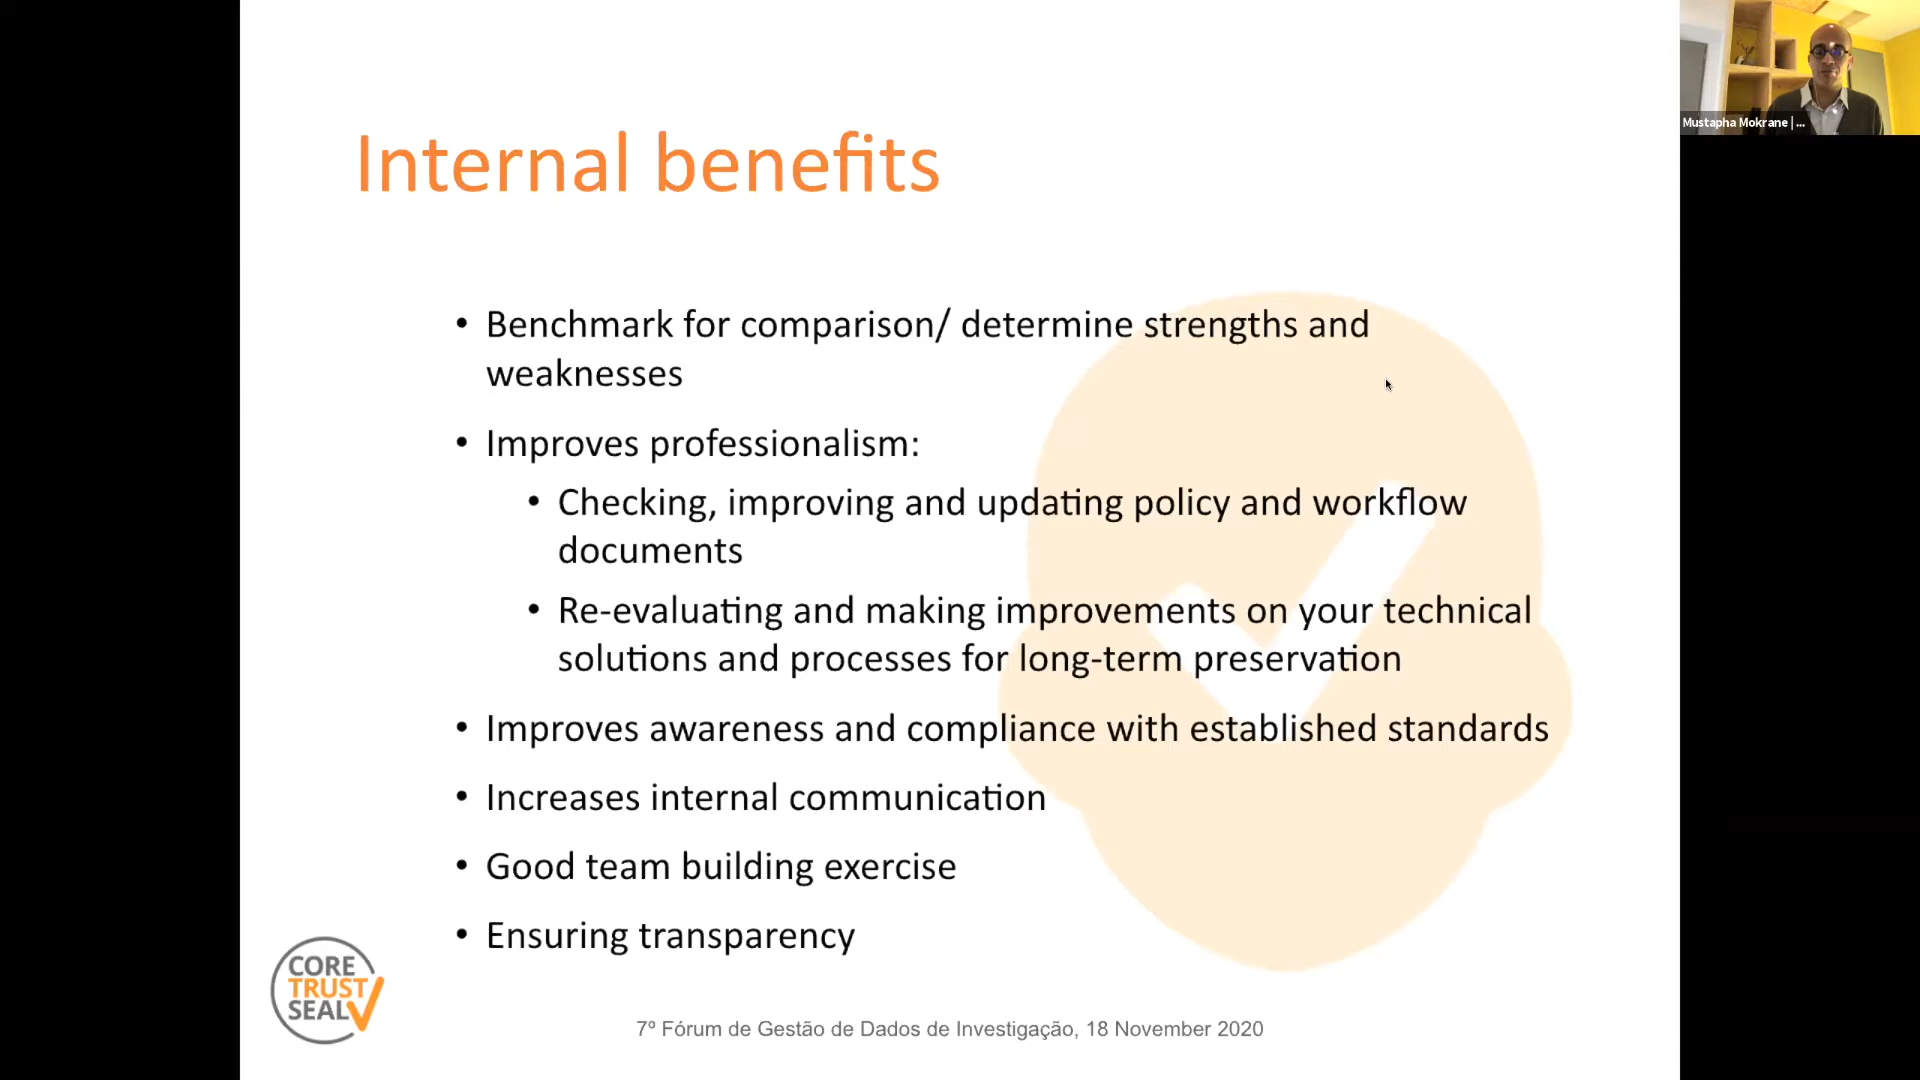 Internal benefits
• Benchmark for comparison/ determine strengths and
weaknesses
• Improves professionalism:
• Checking, improving and updating policy and workflow
documents
• Re-evaluating and making improvements on your technical
solutions and processes for long-term preservation
• Improves awareness and compliance with established standards
• Increases internal communication
• Good team building exercise
• Ensuring transparency
CORE
TRUST
SEAL
7º Fórum de Gestão de Dados de Investigação, 18 November 2020
Mustapha Mokrane | ...